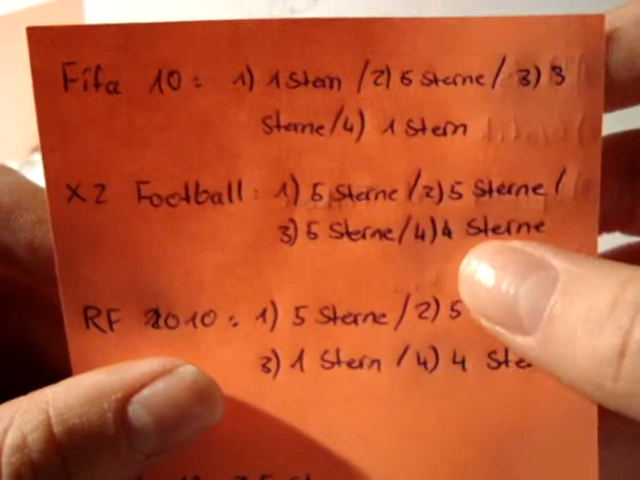 Fifa 10: 1) 1 Stern / 2) 5 Sterne / 3) 3
Sterne / 4) 1 Stern
X2 Football: 1) 5 Sterne / 2) 5 Sterne /
3) 5 Sterne / 4) 4 Sterne
RF 2010: 1) 5 Sterne / 2) 5
3) 1 Stern / 4) 4 Ste